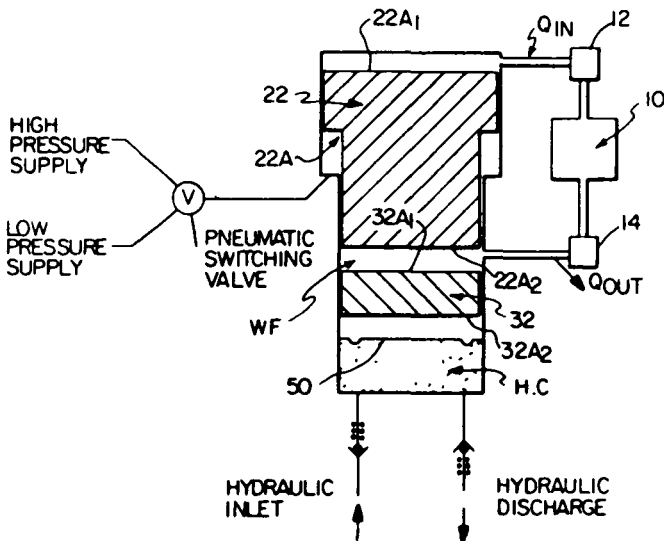 22A1
QIN
12
22
10
HIGH
PRESSURE
SUPPLY
22A
V
32A1
LOW
PRESSURE
SUPPLY
PNEUMATIC
SWITCHING
VALVE
14
22A2
QOUT
WF
32
32A2
50
H.C
HYDRAULIC
INLET
HYDRAULIC
DISCHARGE